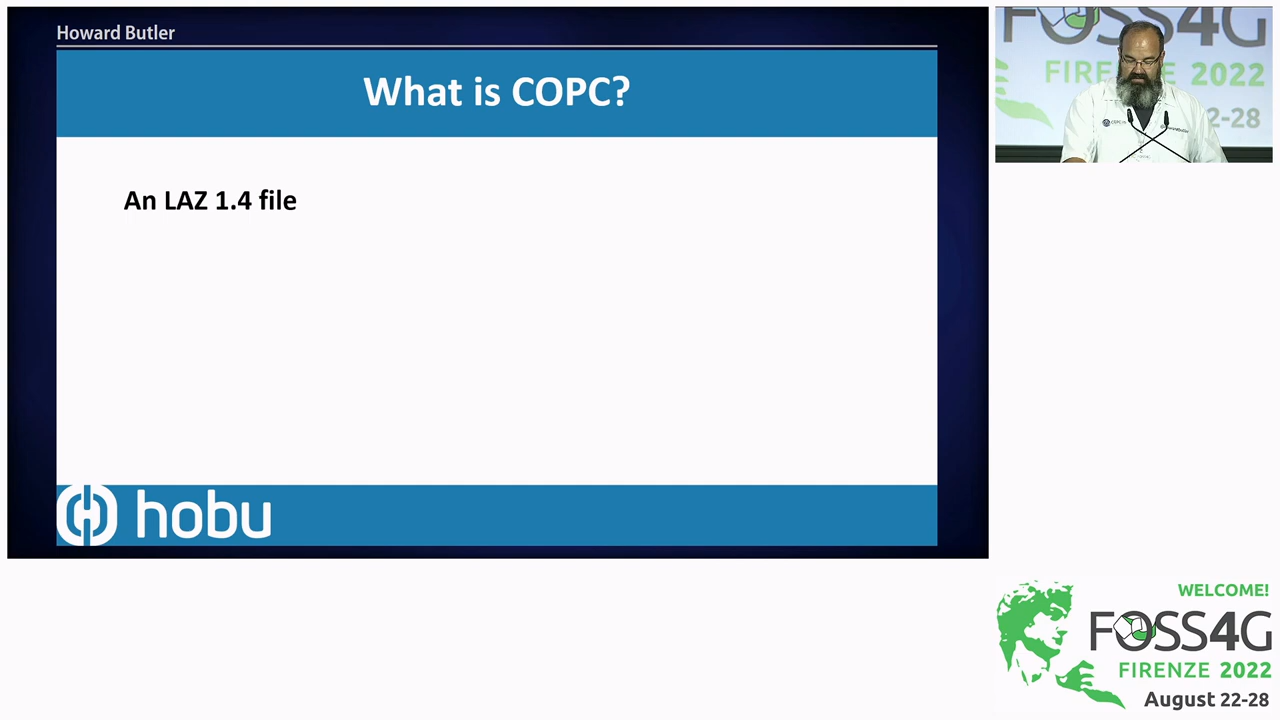 Howard Butler
What is COPC?
An LAZ 1.4 file
hobu
FOSS4G
FIRENZE 2022
22-28
WELCOME!
FOSS4G
FIRENZE 2022
August 22-28